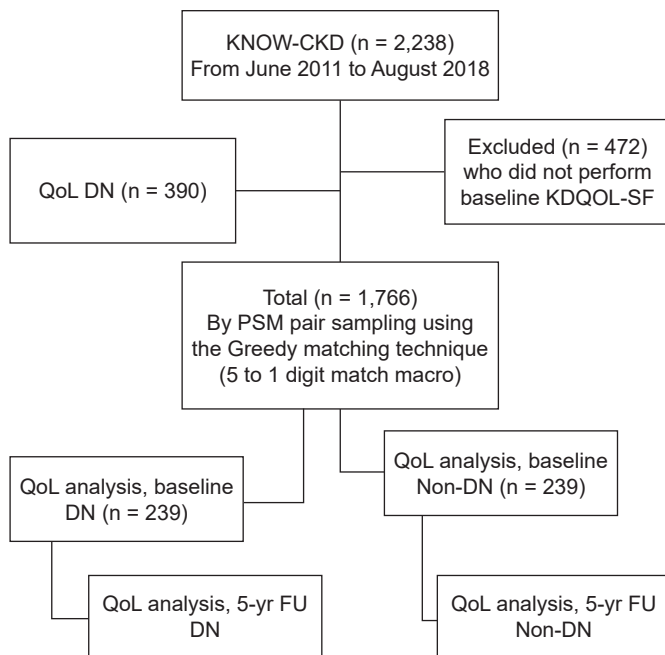 KNOW-CKD (n = 2,238)
From June 2011 to August 2018
Excluded (n = 472)
who did not perform
baseline KDQOL-SF
QoL DN (n = 390)
Total (n = 1,766)
By PSM pair sampling using
the Greedy matching technique
(5 to 1 digit match macro)
QoL analysis, baseline
DN (n = 239)
QoL analysis, baseline
Non-DN (n = 239)
QoL analysis, 5-yr FU
DN
QoL analysis, 5-yr FU
Non-DN